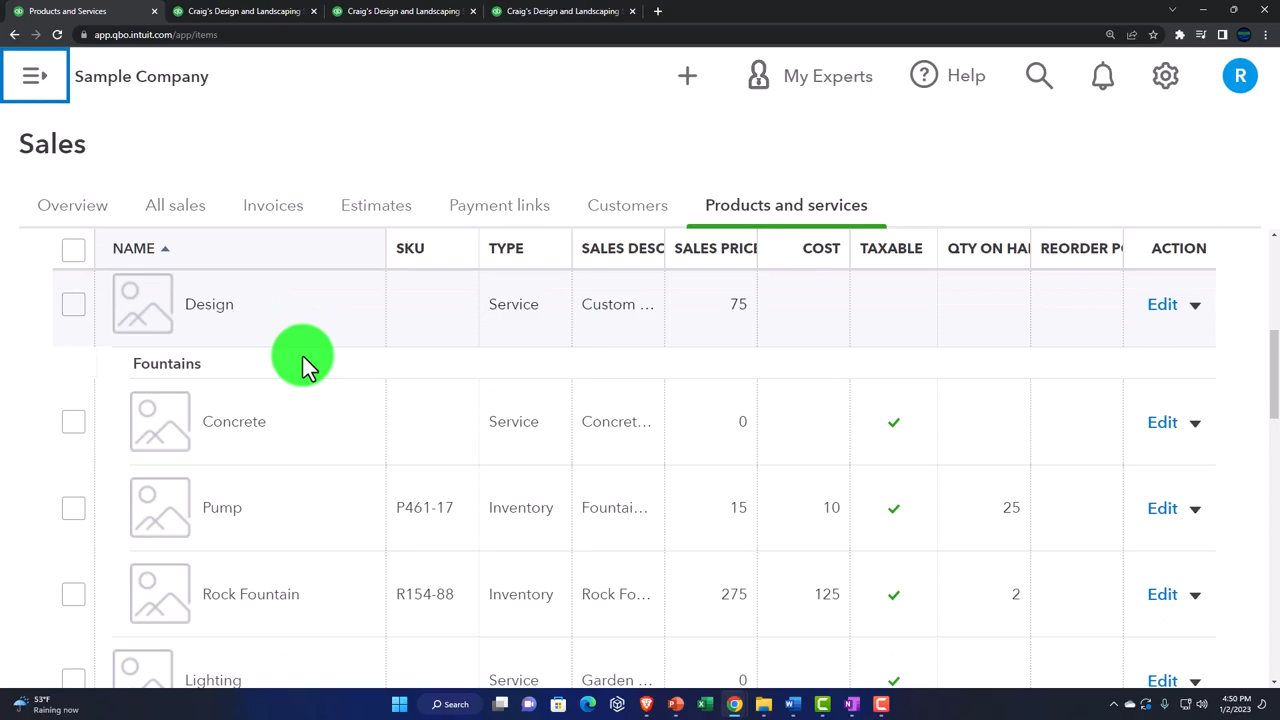 Products and Services
Craig's Design and Landscaping
Craig's Design and Landscaping
Craig's Design and Landscaping
app.qbo.intuit.com/app/items
Sample Company
My Experts
Help
R
Sales
Overview
All sales
Invoices
Estimates
Payment links
Customers
Products and services
NAME SKU TYPE SALES DESC SALES PRICE COST TAXABLE QTY ON HA REORDER PO ACTION
Design Service Custom ... 75 Edit
Fountains
Concrete Service Concret... 0 Edit
Pump P461-17 Inventory Fountai... 15 10 25 Edit
Rock Fountain R154-88 Inventory Rock Fo... 275 125 2 Edit
Lighting Service Garden ... 0 Edit
53°F
Raining now
Search
4:50 PM
1/2/2023